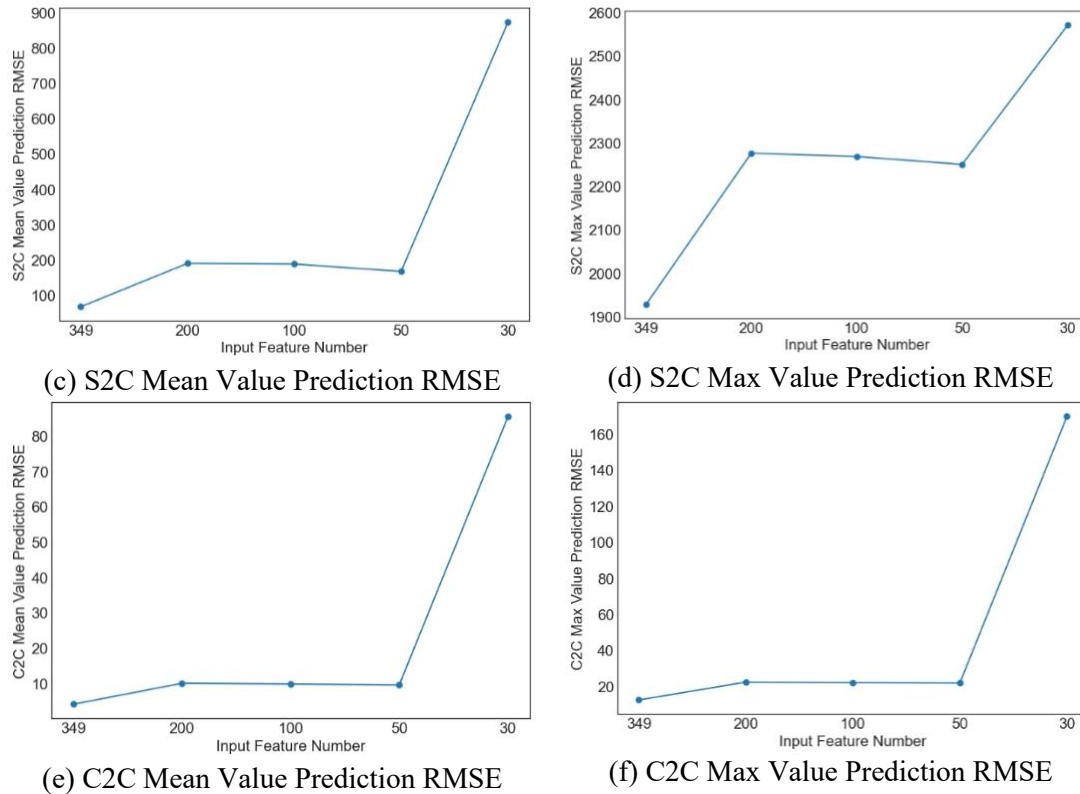 900
800
700
600
500
400
300
200
100
S2C Mean Value Prediction RMSE
349 200 100 50 30
Input Feature Number
(c) S2C Mean Value Prediction RMSE
2600
2500
2400
2300
2200
2100
2000
1900
S2C Max Value Prediction RMSE
349 200 100 50 30
Input Feature Number
(d) S2C Max Value Prediction RMSE
80
70
60
50
40
30
20
10
C2C Mean Value Prediction RMSE
349 200 100 50 30
Input Feature Number
(e) C2C Mean Value Prediction RMSE
160
140
120
100
80
60
40
20
C2C Max Value Prediction RMSE
349 200 100 50 30
Input Feature Number
(f) C2C Max Value Prediction RMSE